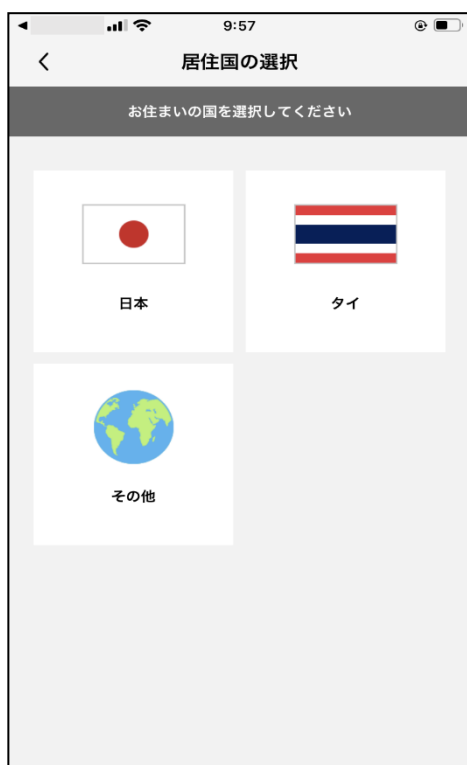 9:57
居住国の選択
お住まいの国を選択してください
日本
タイ
その他